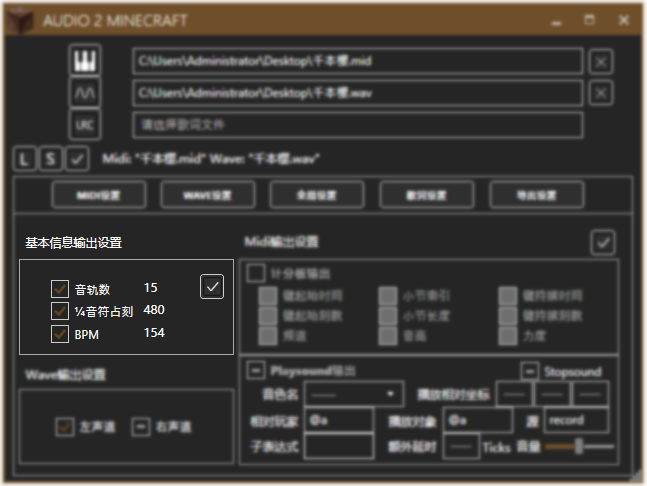 AUDIO 2 MINECRAFT
C:\Users\Administrator\Desktop\千本樱.mid
C:\Users\Administrator\Desktop\千本樱.wav
LRC 请选择歌词文件
L S Midi: "千本樱.mid" Wave: "千本樱.wav"
MIDI设置 WAVE设置 全局设置 歌词设置 导出设置
基本信息输出设置
音轨数 15
¼音符占刻 480
BPM 154
Wave输出设置
左声道 右声道
Midi输出设置
计分板输出
键起始时间 小节索引 键持续时间
键起始刻数 小节长度 键持续刻数
频道 音高 力度
Playsound输出 Stopsound
音色名 播放相对坐标
相对玩家 @a 播放对象 @a 源 record
子表达式 额外延时 Ticks 音量